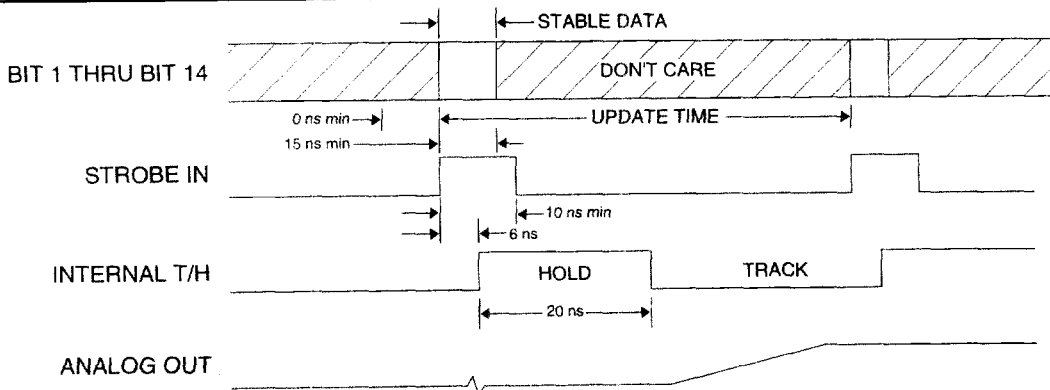 STABLE DATA
BIT 1 THRU BIT 14
DON'T CARE
0 ns min
UPDATE TIME
15 ns min
STROBE IN
10 ns min
6 ns
INTERNAL T/H
HOLD
TRACK
20 ns
ANALOG OUT